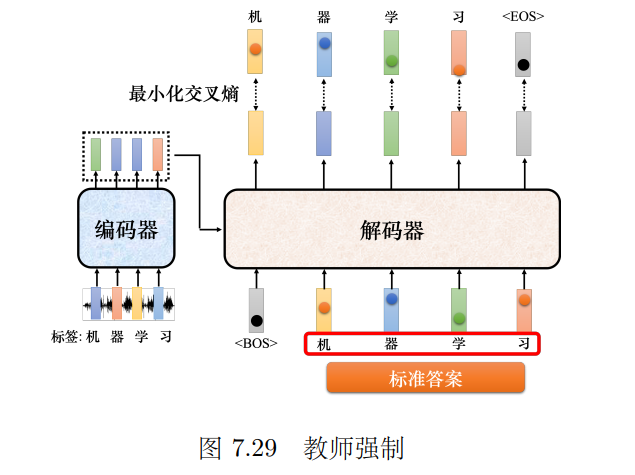 机 器 学 习 <EOS>
最小化交叉熵
编码器
解码器
标签: 机 器 学 习
<BOS> 机 器 学 习
标准答案
图 7.29 教师强制